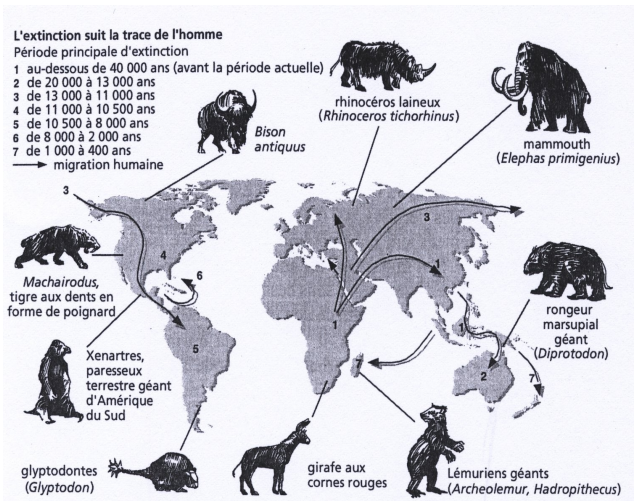 L'extinction suit la trace de l'homme
Période principale d'extinction
1 au-dessous de 40 000 ans (avant la période actuelle)
2 de 20 000 à 13 000 ans
3 de 13 000 à 11 000 ans
4 de 11 000 à 10 500 ans
5 de 10 500 à 8 000 ans
6 de 8 000 à 2 000 ans
7 de 1 000 à 400 ans
migration humaine
Bison
antiquus
rhinocéros laineux
(Rhinoceros tichorhinus)
mammouth
(Elephas primigenius)
3
3
4
6
1
1
1
5
7
2
7
Machairodus,
tigre aux dents en
forme de poignard
rongeur
marsupial
géant
(Diprotodon)
Xenartres,
paresseux
terrestre géant
d'Amérique
du Sud
glyptodontes
(Glyptodon)
girafe aux
cornes rouges
Lémuriens géants
(Archeolemur, Hadropithecus)